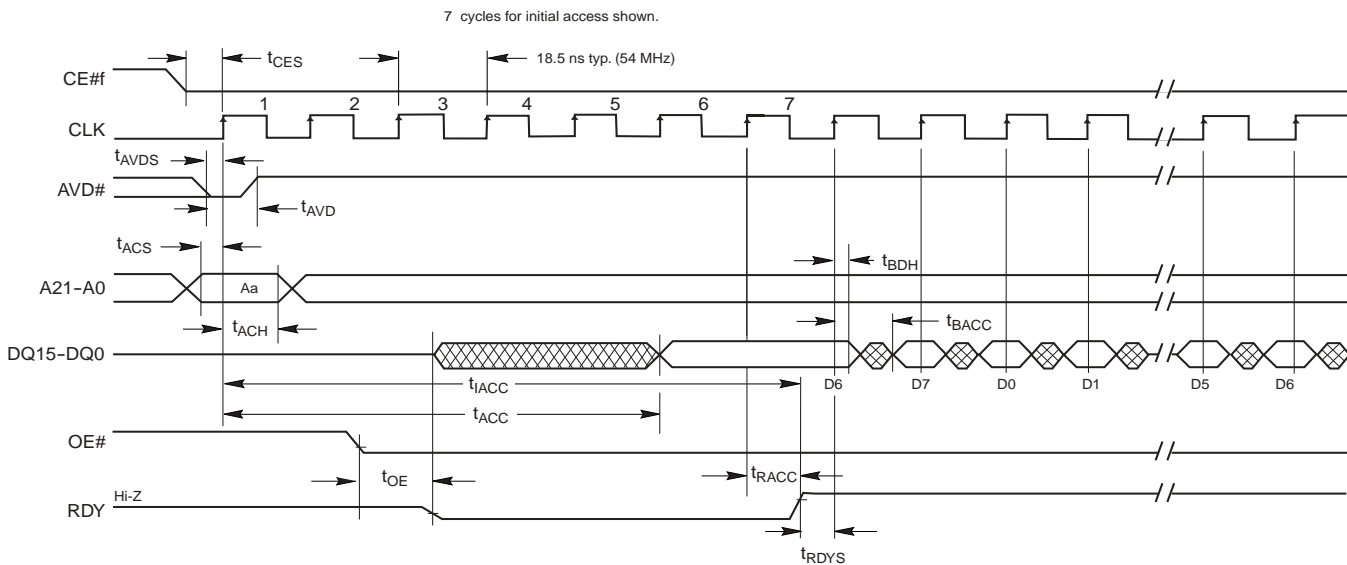 7 cycles for initial access shown.
tCES
18.5 ns typ. (54 MHz)
CE#f
1 2 3 4 5 6 7
CLK
tAVDS
AVD#
tAVD
tACS
tBDH
A21-A0
Aa
tACH
tBACC
DQ15-DQ0
tIACC
D6 D7 D0 D1 D5 D6
tACC
OE#
tOE
tRACC
Hi-Z
RDY
tRDYS